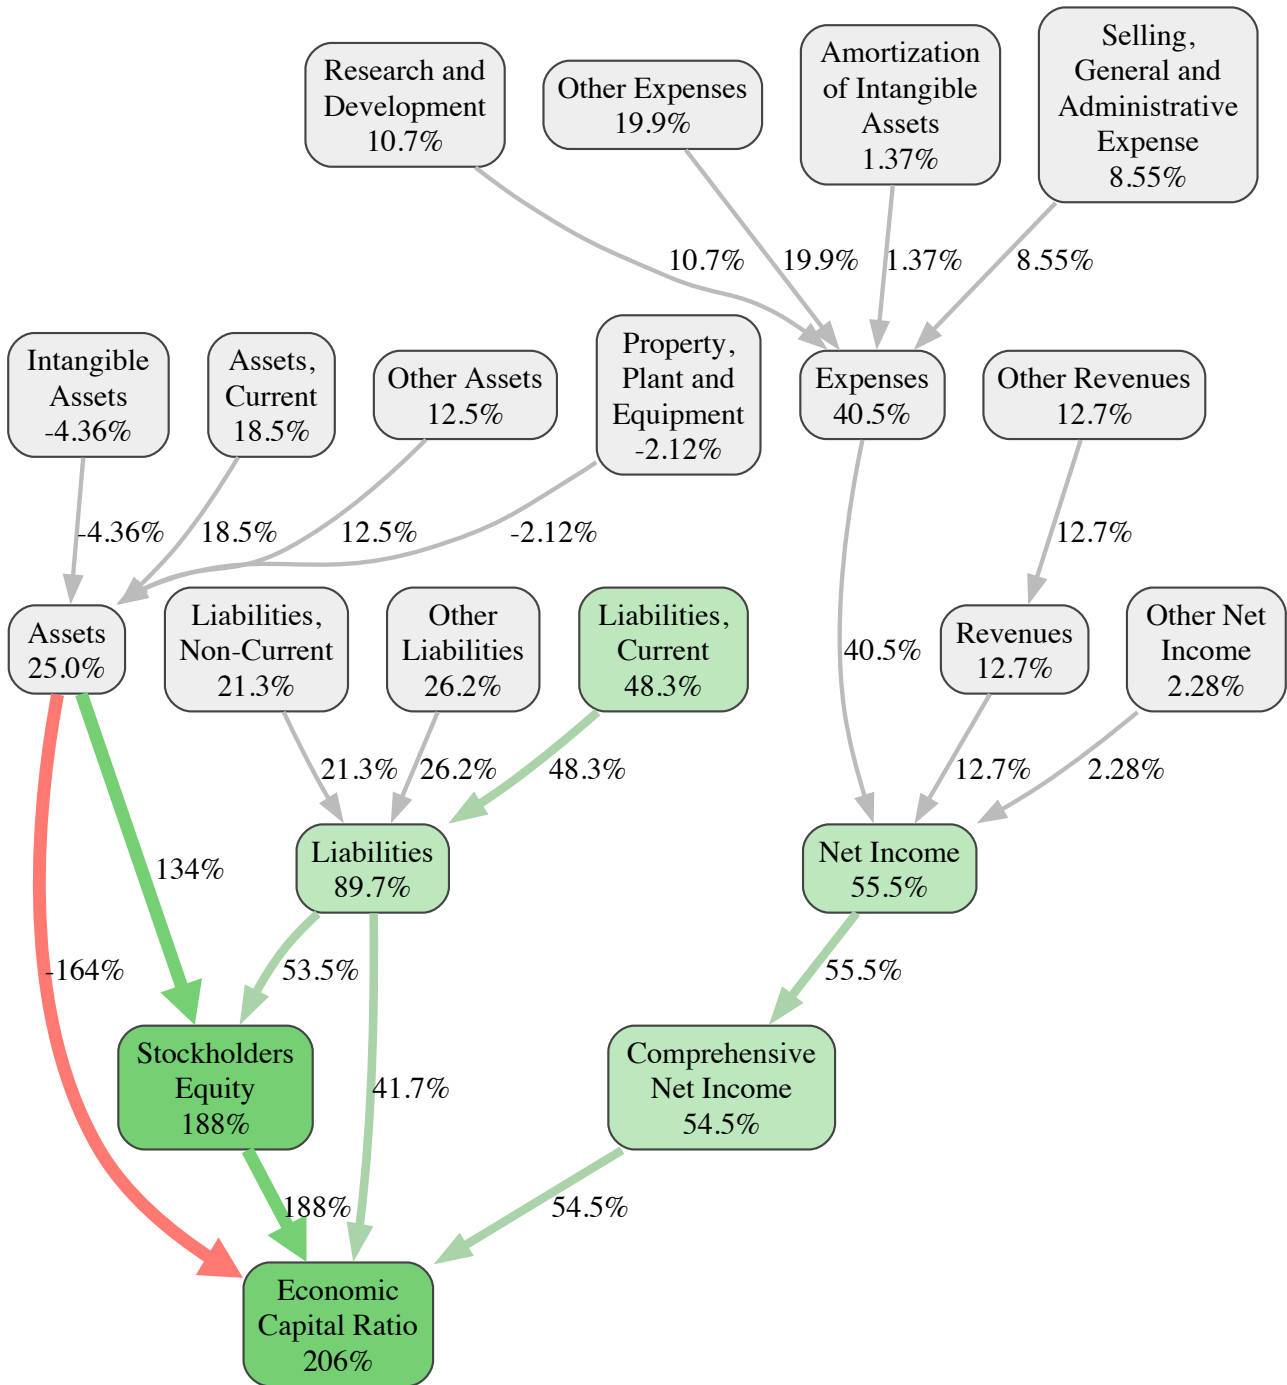 Research and
Development
10.7%
Other Expenses
19.9%
Amortization
of Intangible
Assets
1.37%
Selling,
General and
Administrative
Expense
8.55%
10.7%
19.9%
1.37%
8.55%
Intangible
Assets
-4.36%
Assets,
Current
18.5%
Other Assets
12.5%
Property,
Plant and
Equipment
-2.12%
Expenses
40.5%
Other Revenues
12.7%
-4.36%
18.5%
12.5%
-2.12%
12.7%
Assets
25.0%
Liabilities,
Non-Current
21.3%
Other
Liabilities
26.2%
Liabilities,
Current
48.3%
40.5%
Revenues
12.7%
Other Net
Income
2.28%
21.3%
26.2%
48.3%
12.7%
2.28%
134%
Liabilities
89.7%
Net Income
55.5%
-164%
53.5%
55.5%
Stockholders
Equity
188%
41.7%
Comprehensive
Net Income
54.5%
188%
54.5%
Economic
Capital Ratio
206%